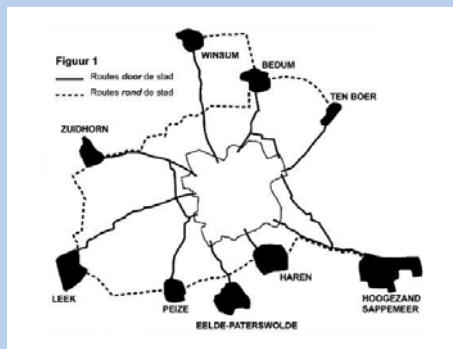 WINSUM
Figuur 1
BEDUM
Routes door de stad
Routes rond de stad
TEN BOER
ZUIDHORN
HAREN
LEEK
PEIZE
HOOGEZAND
SAPPEMEER
EELDE-PATERSWOLDE